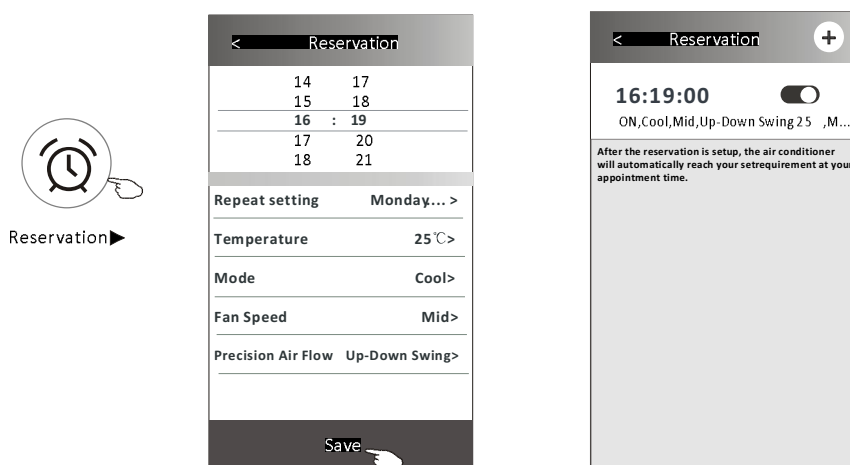 Reservation▶
< Reservation
14 17
15 18
16 : 19
17 20
18 21
Repeat setting Monday.... >
Temperature 25℃>
Mode Cool>
Fan Speed Mid>
Precision Air Flow Up-Down Swing>
Save
< Reservation +
16:19:00
ON,Cool,Mid,Up-Down Swing 25 ,M...
After the reservation is setup, the air conditioner
will automatically reach your setrequirement at your
appointment time.